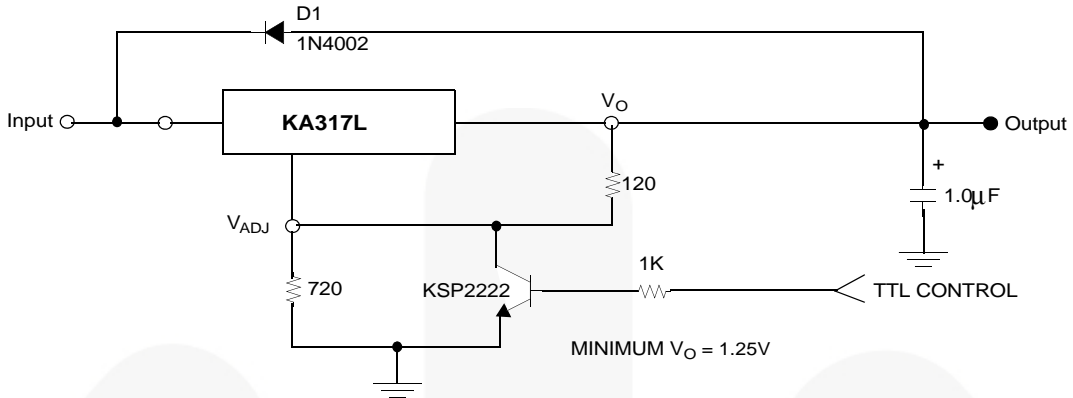 D1
1N4002
Input
KA317L
VO
Output
120
+
1.0μF
VADJ
720
KSP2222
1K
TTL CONTROL
MINIMUM VO = 1.25V